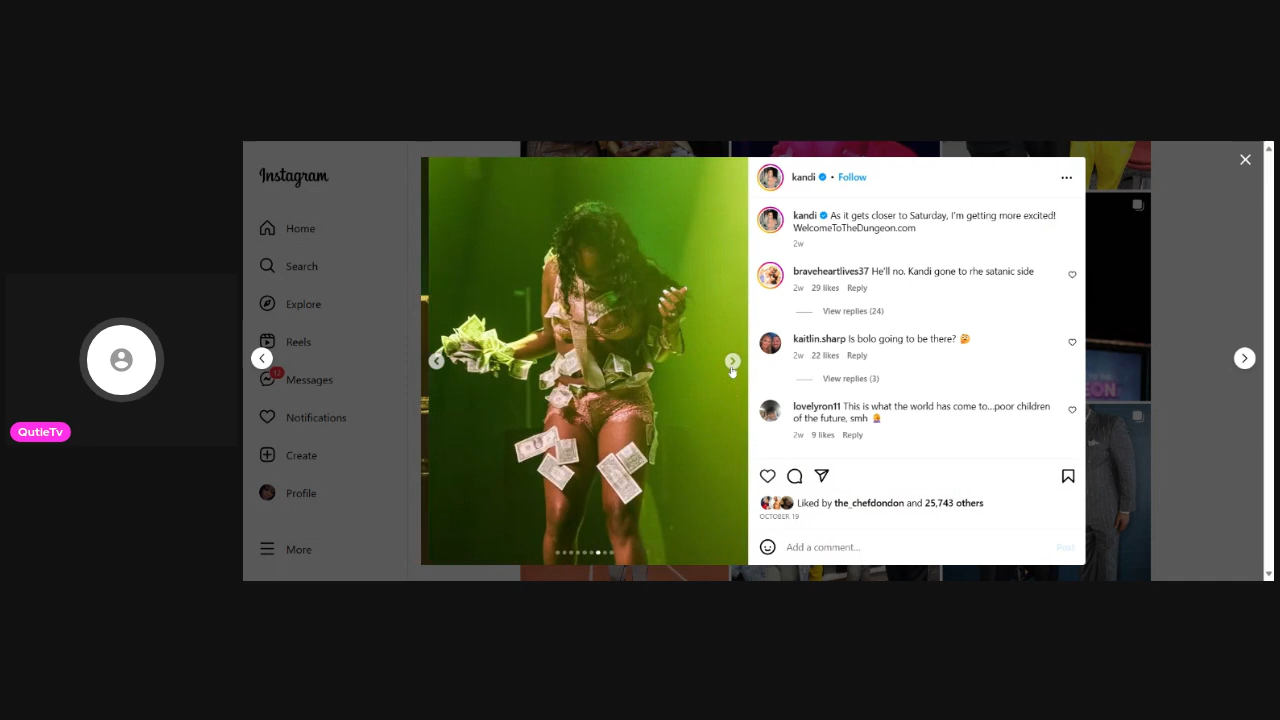 Instagram
Home
Search
Explore
Reels
17
Messages
Notifications
Create
Profile
More
QutieTv
kandi • Follow
kandi As it gets closer to Saturday, I'm getting more excited!
WelcomeToTheDungeon.com
2w
braveheartlives37 He'll no. Kandi gone to rhe satanic side
2w 29 likes Reply
View replies (24)
kaitlin.sharp Is bolo going to be there? 🤔
2w 22 likes Reply
View replies (3)
lovelyron11 This is what the world has come to...poor children
of the future, smh 🤦
2w 9 likes Reply
Liked by the_chefdondon and 25,743 others
OCTOBER 19
Add a comment...
Post